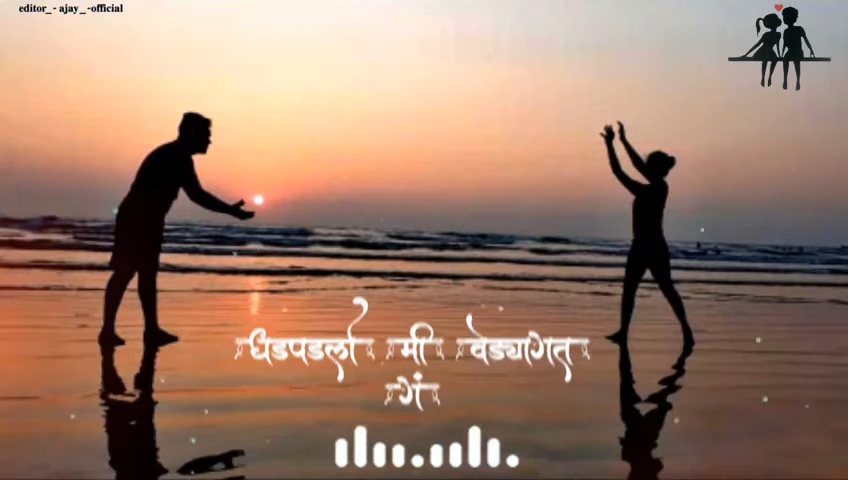 editor_- ajay_-official
धडपडलो मी वेड्यागत
गं